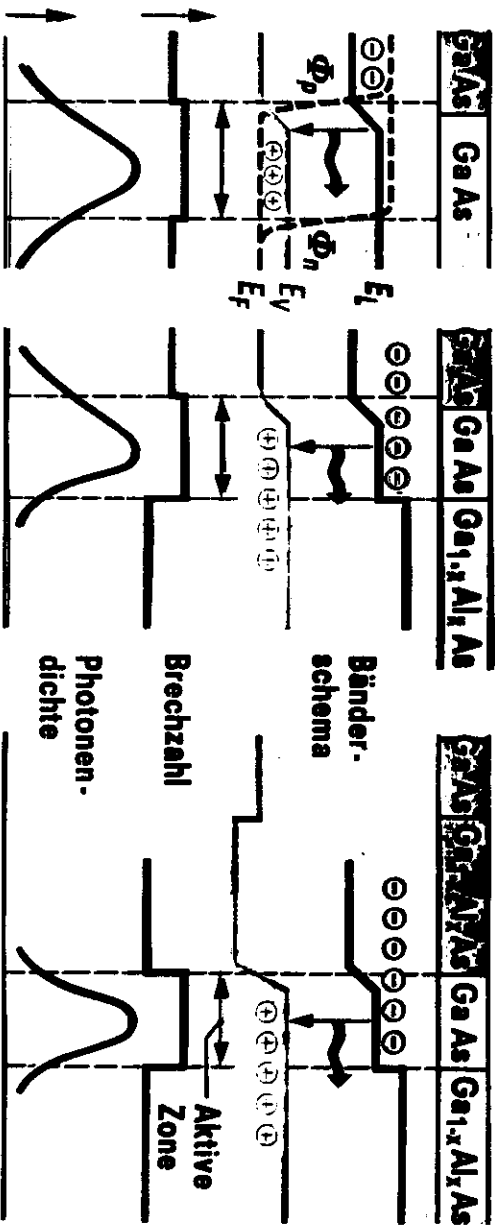 GaAs GaAs
⊖⊖
Φp
⊕⊕⊕
Φn
EL
EV
EF
GaAs GaAs Ga1-xAlxAs
⊖⊖⊖⊖⊖
⊕⊕⊕⊕⊕
Bänder-
schema
Brechzahl
Photonen-
dichte
GaAs Ga1-xAlxAs GaAs Ga1-xAlxAs
⊖⊖⊖⊖⊖⊖
⊕⊕⊕⊕⊕
Aktive
Zone